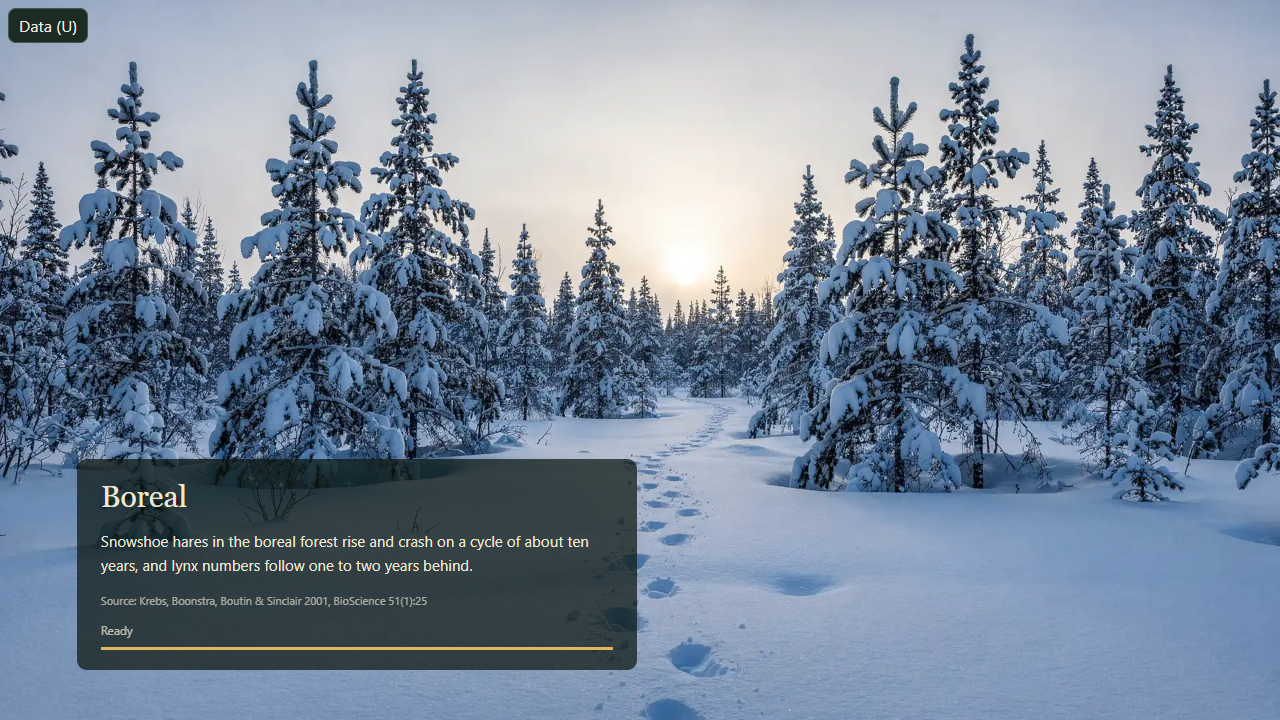 Data (U)
Boreal
Snowshoe hares in the boreal forest rise and crash on a cycle of about ten
years, and lynx numbers follow one to two years behind.
Source: Krebs, Boonstra, Boutin & Sinclair 2001, BioScience 51(1):25
Ready